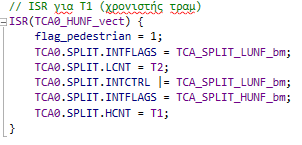 // ISR για T1 (χρονιστής τραμ)
ISR(TCA0_HUNF_vect) {
flag_pedestrian = 1;
TCA0.SPLIT.INTFLAGS = TCA_SPLIT_LUNF_bm;
TCA0.SPLIT.LCNT = T2;
TCA0.SPLIT.INTCTRL |= TCA_SPLIT_LUNF_bm;
TCA0.SPLIT.INTFLAGS = TCA_SPLIT_HUNF_bm;
TCA0.SPLIT.HCNT = T1;
}